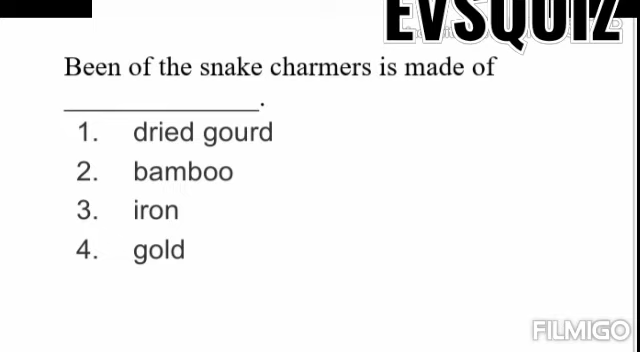 EVSQUIZ
Been of the snake charmers is made of
______________.
1. dried gourd
2. bamboo
3. iron
4. gold
FILMIGO